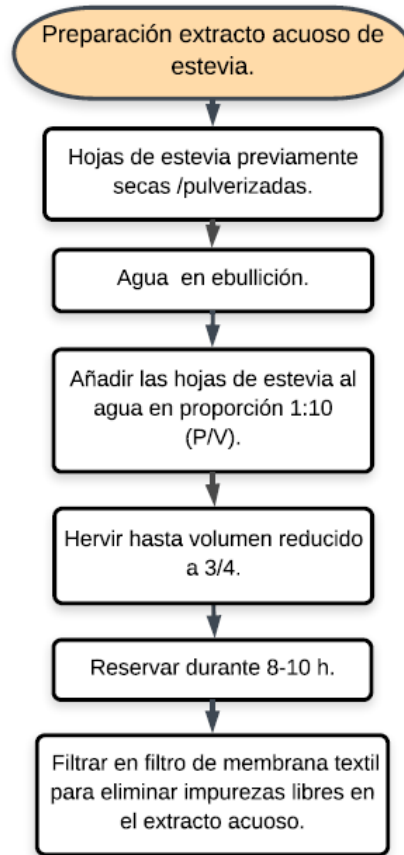 Preparación extracto acuoso de
estevia.
Hojas de estevia previamente
secas /pulverizadas.
Agua en ebullición.
Añadir las hojas de estevia al
agua en proporción 1:10
(P/V).
Hervir hasta volumen reducido
a 3/4.
Reservar durante 8-10 h.
Filtrar en filtro de membrana textil
para eliminar impurezas libres en
el extracto acuoso.